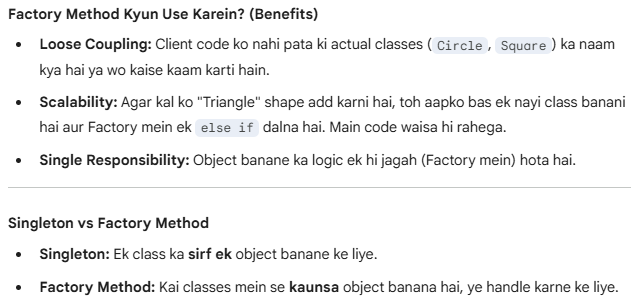 Factory Method Kyun Use Karein? (Benefits)
• Loose Coupling: Client code ko nahi pata ki actual classes ( Circle , Square ) ka naam
kya hai ya wo kaise kaam karti hain.
• Scalability: Agar kal ko "Triangle" shape add karni hai, toh aapko bas ek nayi class banani
hai aur Factory mein ek else if dalna hai. Main code waisa hi rahega.
• Single Responsibility: Object banane ka logic ek hi jagah (Factory mein) hota hai.
Singleton vs Factory Method
• Singleton: Ek class ka sirf ek object banane ke liye.
• Factory Method: Kai classes mein se kaunsa object banana hai, ye handle karne ke liye.